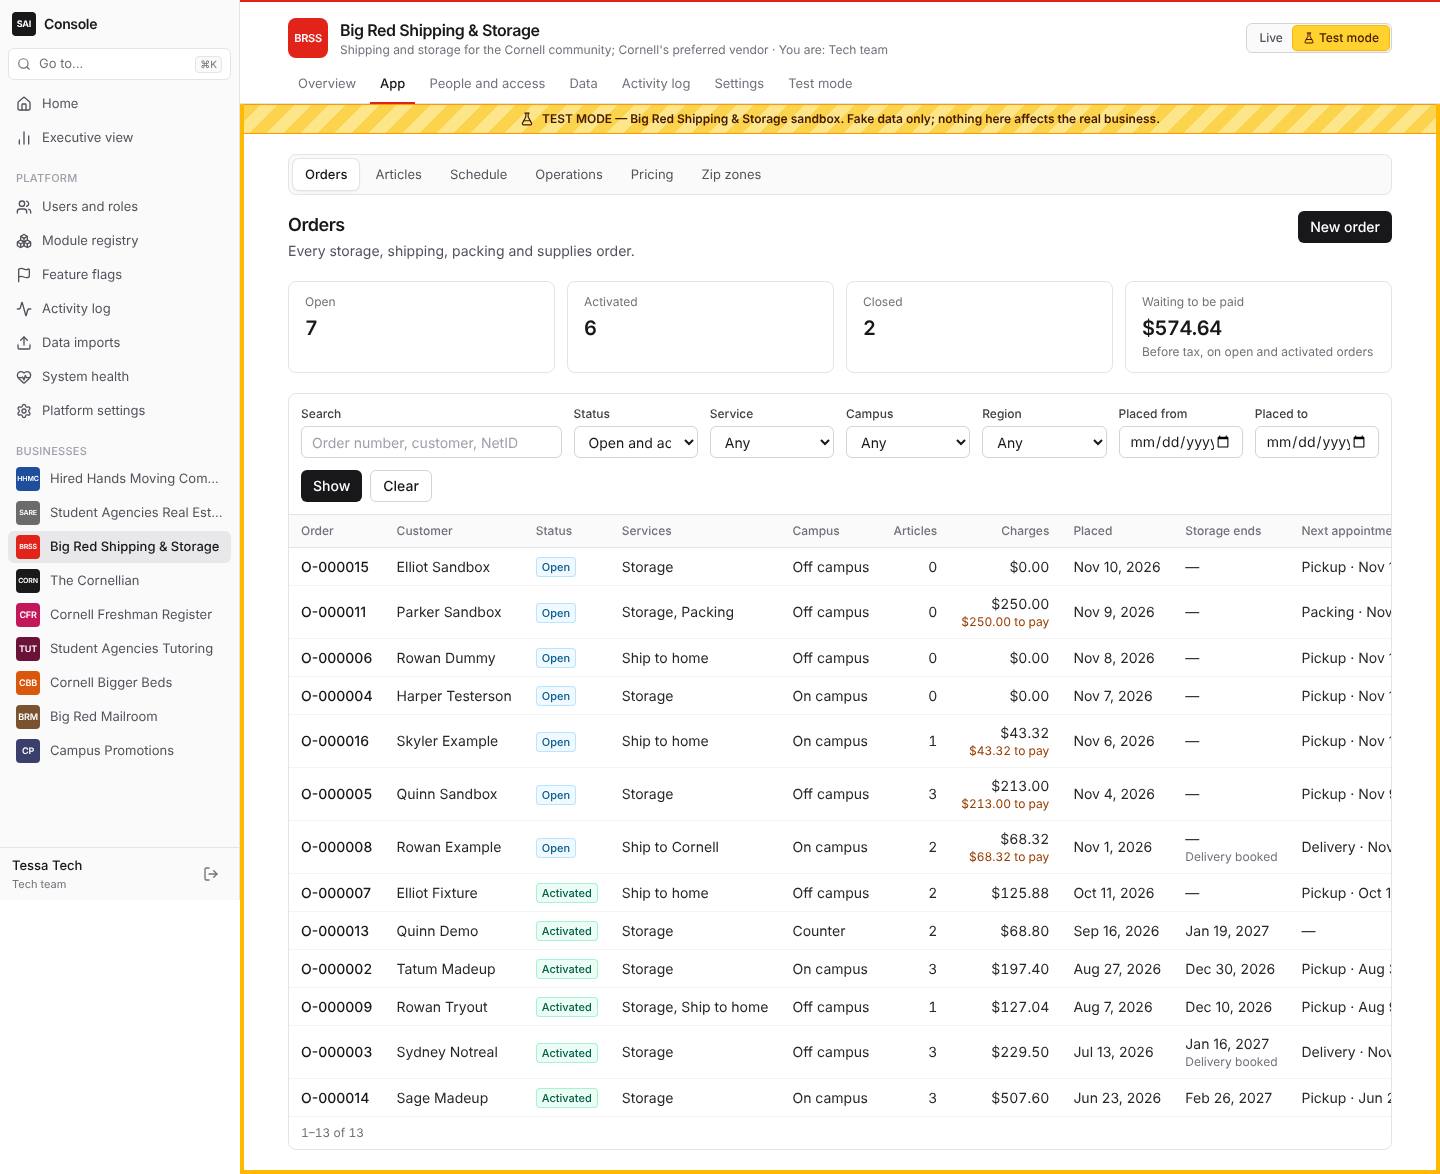 SAI Console
Go to... ⌘K
Home
Executive view
PLATFORM
Users and roles
Module registry
Feature flags
Activity log
Data imports
System health
Platform settings
BUSINESSES
HHMC Hired Hands Moving Com...
SARE Student Agencies Real Est...
BRSS Big Red Shipping & Storage
CORN The Cornellian
CFR Cornell Freshman Register
TUT Student Agencies Tutoring
CBB Cornell Bigger Beds
BRM Big Red Mailroom
CP Campus Promotions
Tessa Tech
Tech team
BRSS
Big Red Shipping & Storage
Shipping and storage for the Cornell community; Cornell's preferred vendor · You are: Tech team
Live Test mode
Overview App People and access Data Activity log Settings Test mode
TEST MODE — Big Red Shipping & Storage sandbox. Fake data only; nothing here affects the real business.
Orders Articles Schedule Operations Pricing Zip zones
Orders
Every storage, shipping, packing and supplies order.
New order
Open
7
Activated
6
Closed
2
Waiting to be paid
$574.64
Before tax, on open and activated orders
Search Status Service Campus Region Placed from Placed to
Order number, customer, NetID Open and ac Any Any Any mm/dd/yyyy mm/dd/yyyy
Show Clear
Order Customer Status Services Campus Articles Charges Placed Storage ends Next appointme
O-000015 Elliot Sandbox Open Storage Off campus 0 $0.00 Nov 10, 2026 — Pickup · Nov 1
O-000011 Parker Sandbox Open Storage, Packing Off campus 0 $250.00 Nov 9, 2026 — Packing · Nov
$250.00 to pay
O-000006 Rowan Dummy Open Ship to home Off campus 0 $0.00 Nov 8, 2026 — Pickup · Nov 1
O-000004 Harper Testerson Open Storage On campus 0 $0.00 Nov 7, 2026 — Pickup · Nov 1
O-000016 Skyler Example Open Ship to home On campus 1 $43.32 Nov 6, 2026 — Pickup · Nov 1
$43.32 to pay
O-000005 Quinn Sandbox Open Storage Off campus 3 $213.00 Nov 4, 2026 — Pickup · Nov 9
$213.00 to pay
O-000008 Rowan Example Open Ship to Cornell On campus 2 $68.32 Nov 1, 2026 — Delivery · Nov
$68.32 to pay Delivery booked
O-000007 Elliot Fixture Activated Ship to home Off campus 2 $125.88 Oct 11, 2026 — Pickup · Oct 1
O-000013 Quinn Demo Activated Storage Counter 2 $68.80 Sep 16, 2026 Jan 19, 2027 —
O-000002 Tatum Madeup Activated Storage On campus 3 $197.40 Aug 27, 2026 Dec 30, 2026 Pickup · Aug
O-000009 Rowan Tryout Activated Storage, Ship to home Off campus 1 $127.04 Aug 7, 2026 Dec 10, 2026 Pickup · Aug 9
O-000003 Sydney Notreal Activated Storage Off campus 3 $229.50 Jul 13, 2026 Jan 16, 2027 Delivery · Nov
Delivery booked
O-000014 Sage Madeup Activated Storage On campus 3 $507.60 Jun 23, 2026 Feb 26, 2027 Pickup · Jun 2
1–13 of 13